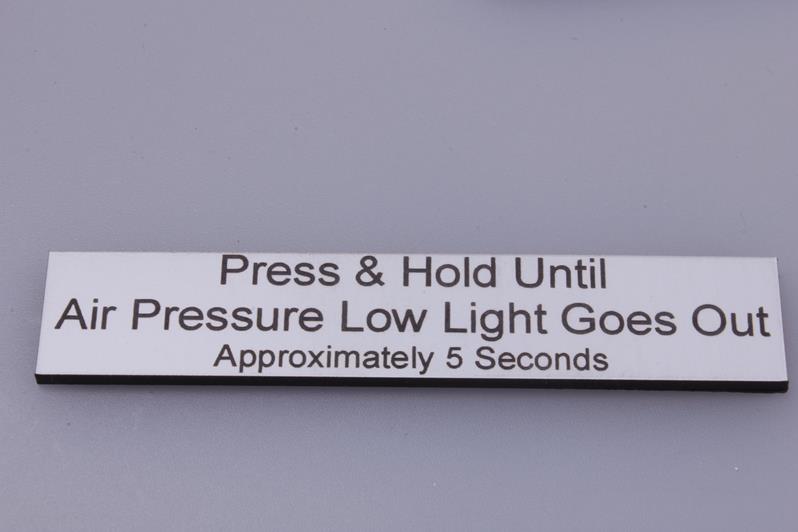 Press & Hold Until
Air Pressure Low Light Goes Out
Approximately 5 Seconds